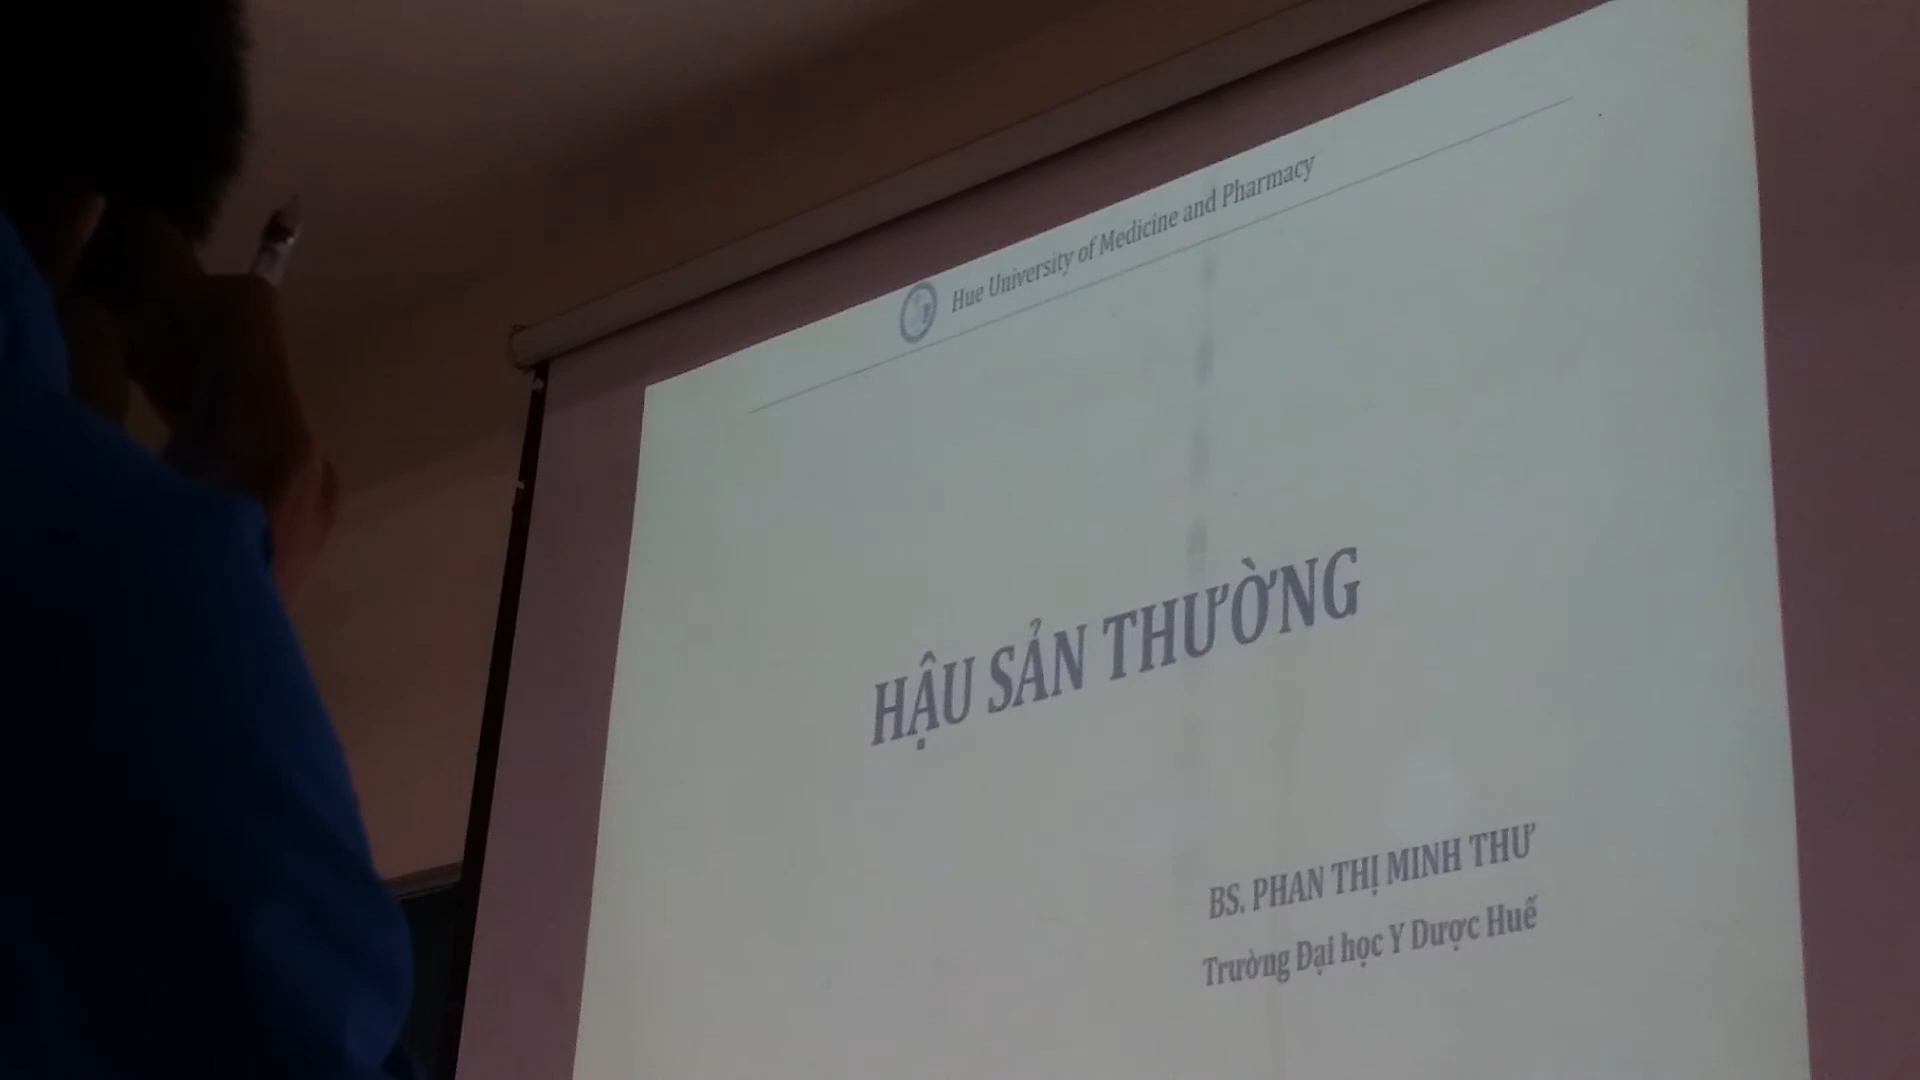 Hue University of Medicine and Pharmacy
HẬU SẢN THƯỜNG
BS. PHAN THỊ MINH THƯ
Trường Đại học Y Dược Huế